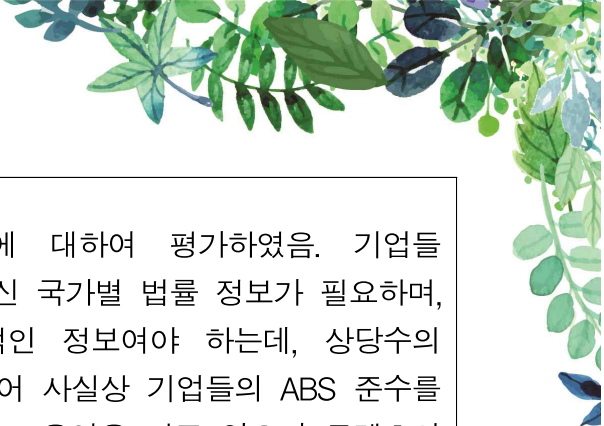 에 대하여 평가하였음. 기업들
신 국가별 법률 정보가 필요하며,
적인 정보여야 하는데, 상당수의
어 사실상 기업들의 ABS 준수를